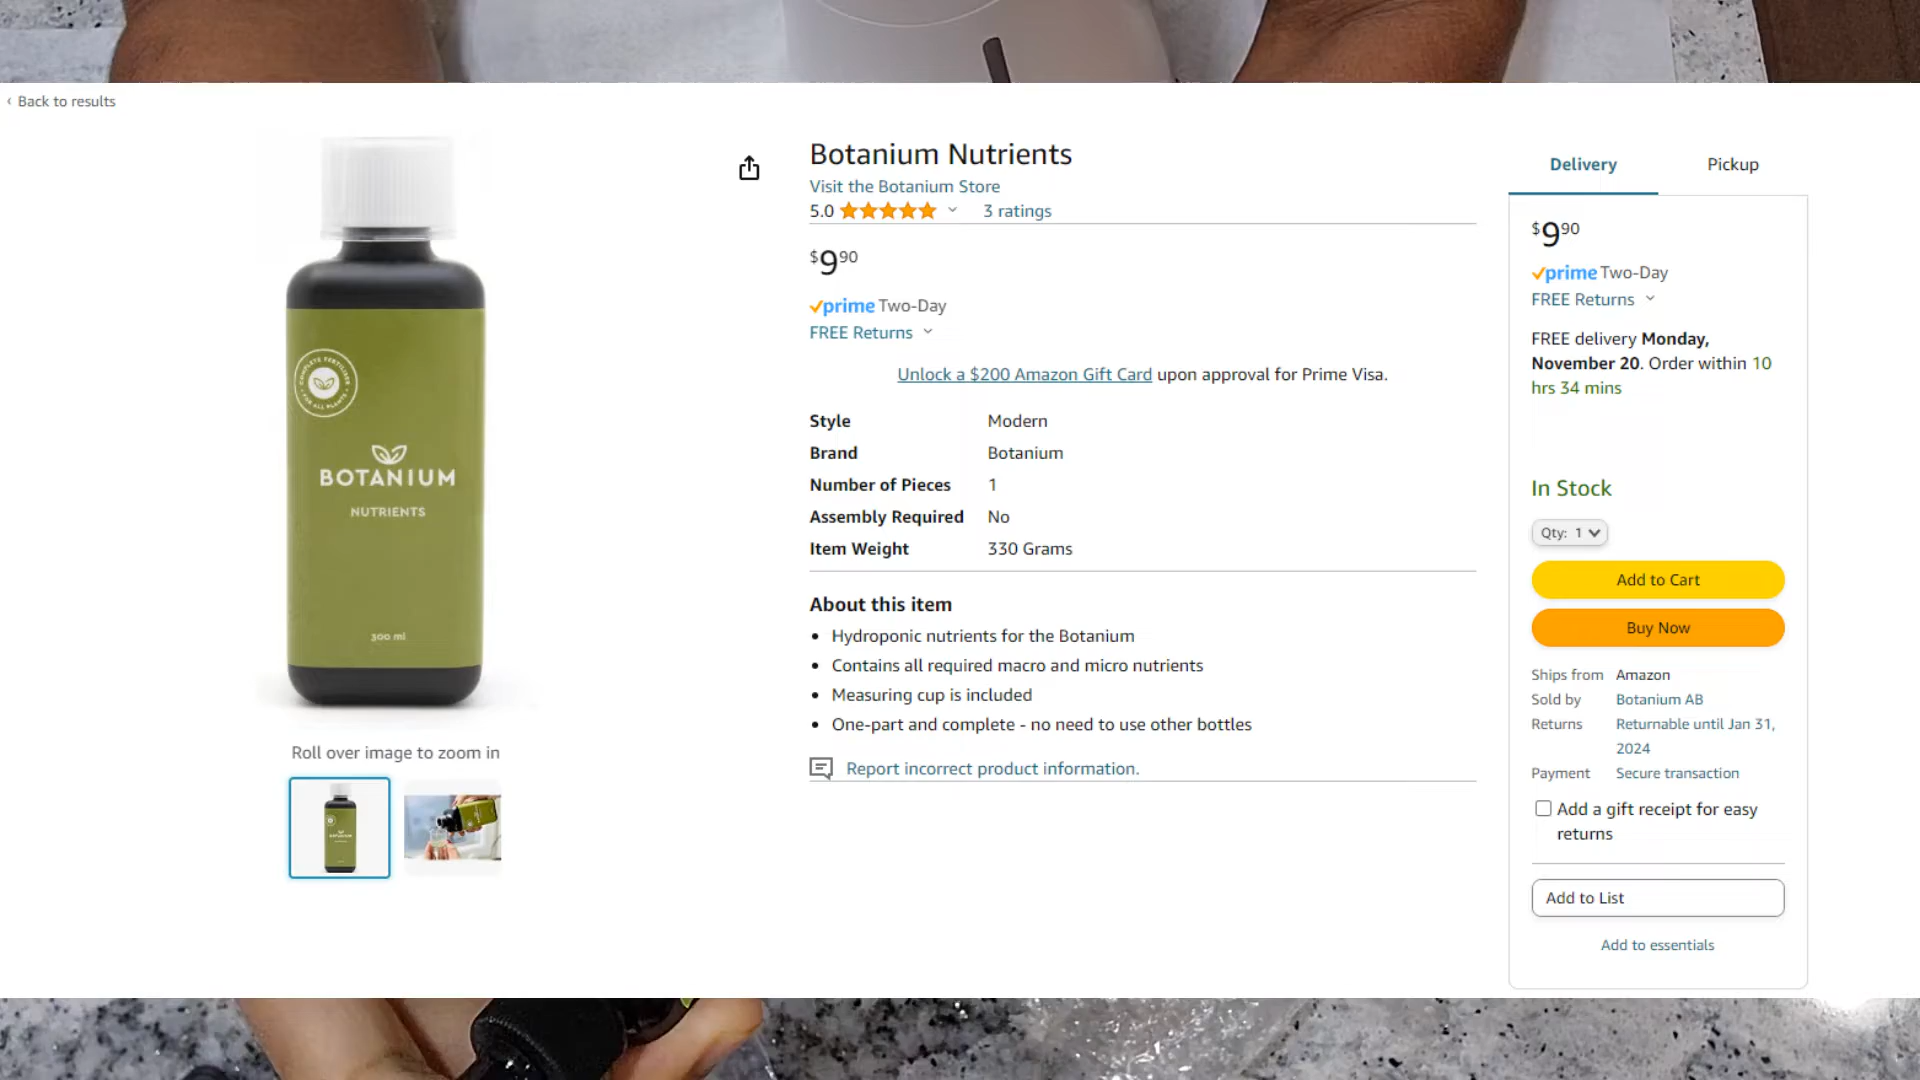 ‹ Back to results
COMPLETE FERTILISER
FOR ALL PLANTS
BOTANIUM
NUTRIENTS
300 ml
Roll over image to zoom in
Botanium Nutrients
Visit the Botanium Store
5.0 3 ratings
$9.90
prime Two-Day
FREE Returns
Unlock a $200 Amazon Gift Card upon approval for Prime Visa.
Style Modern
Brand Botanium
Number of Pieces 1
Assembly Required No
Item Weight 330 Grams
About this item
• Hydroponic nutrients for the Botanium
• Contains all required macro and micro nutrients
• Measuring cup is included
• One-part and complete - no need to use other bottles
Report incorrect product information.
Delivery Pickup
$9.90
prime Two-Day
FREE Returns
FREE delivery Monday,
November 20. Order within 10
hrs 34 mins
In Stock
Qty: 1
Add to Cart
Buy Now
Ships from Amazon
Sold by Botanium AB
Returns Returnable until Jan 31,
2024
Payment Secure transaction
Add a gift receipt for easy
returns
Add to List
Add to essentials